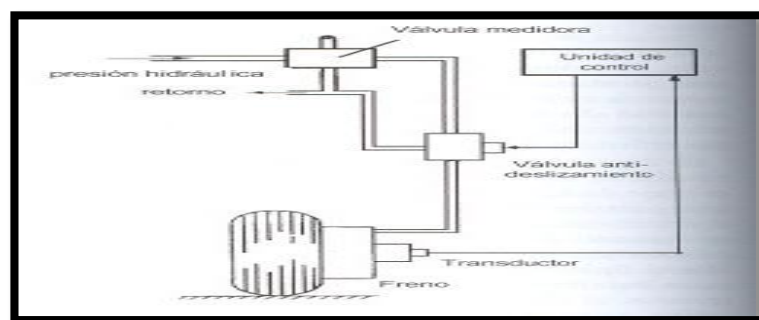 Válvula medidora
Unidad de
control
presión hidráulica
retorno
Válvula anti-
deslizamiento
Transductor
Freno